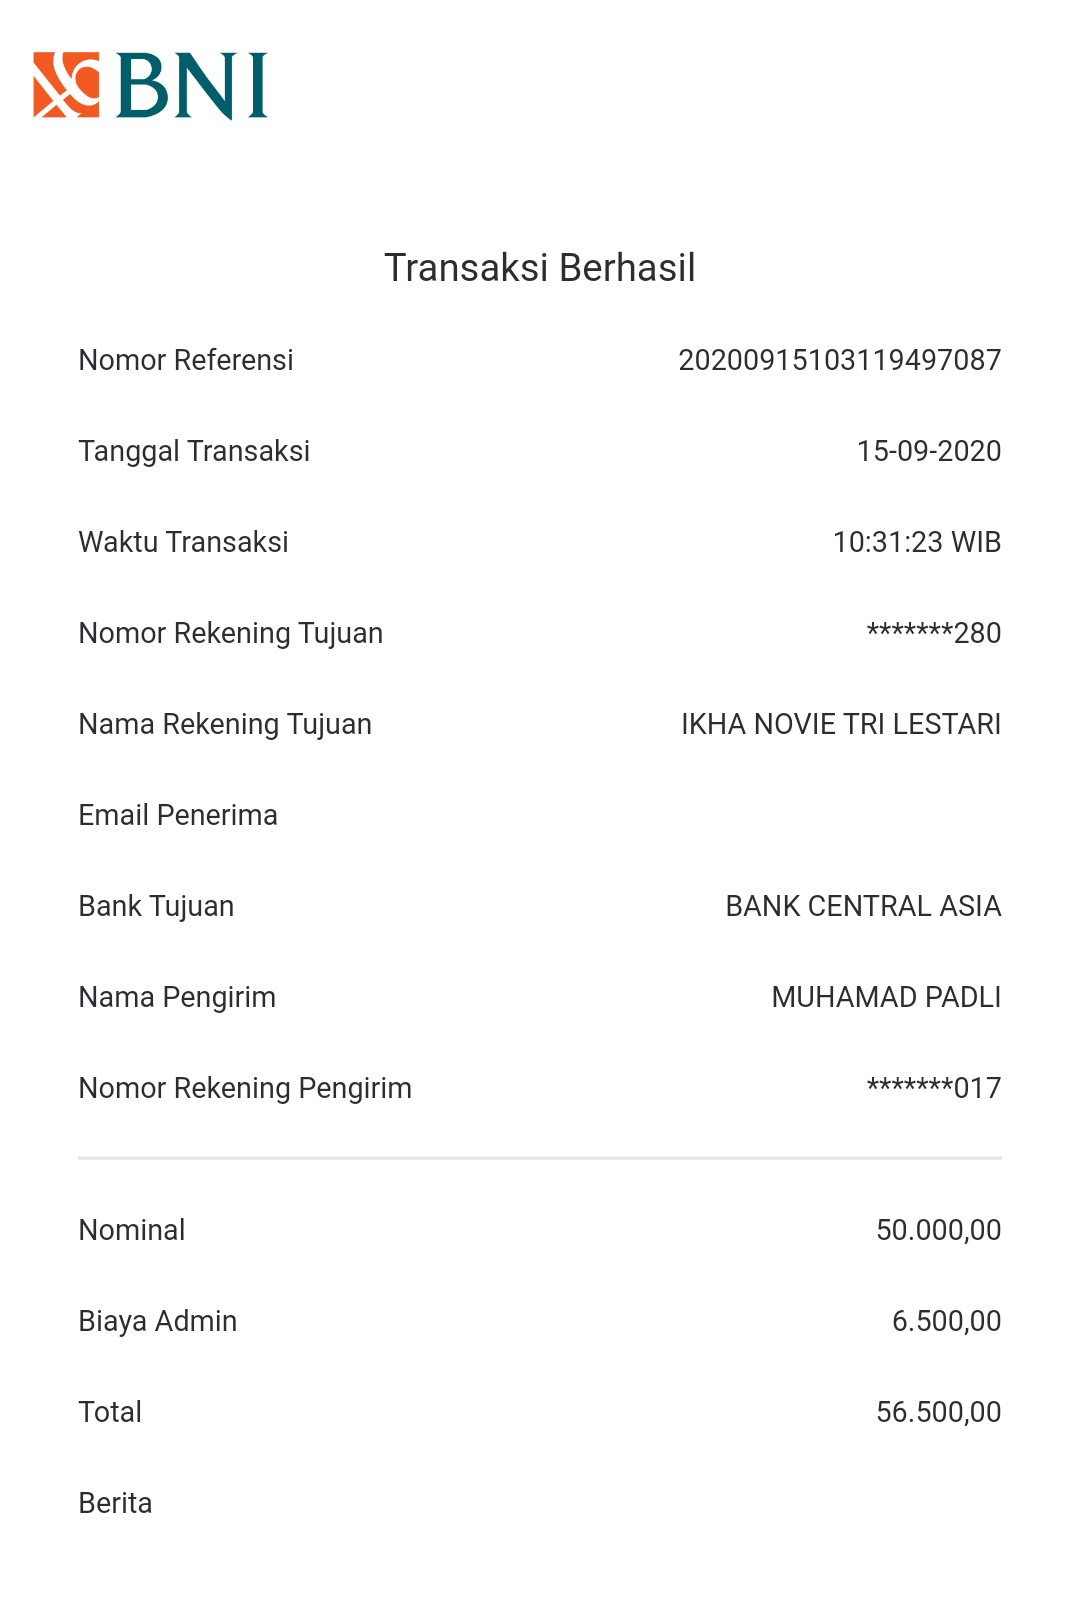 BNI
Transaksi Berhasil
Nomor Referensi 20200915103119497087
Tanggal Transaksi 15-09-2020
Waktu Transaksi 10:31:23 WIB
Nomor Rekening Tujuan *******280
Nama Rekening Tujuan IKHA NOVIE TRI LESTARI
Email Penerima
Bank Tujuan BANK CENTRAL ASIA
Nama Pengirim MUHAMAD PADLI
Nomor Rekening Pengirim *******017
Nominal 50.000,00
Biaya Admin 6.500,00
Total 56.500,00
Berita